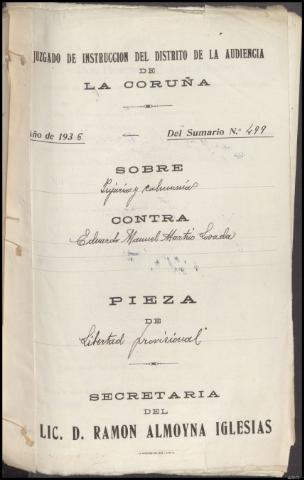 JUZGADO DE INSTRUCCION DEL DISTRITO DE LA AUDIENCIA
DE
LA CORUÑA
Año de 1936 — Del Sumario N.º 499
SOBRE
Injurias y calumnias
CONTRA
Eduardo Manuel Martís Losada
PIEZA
DE
"Libertad provisional"
SECRETARIA
DEL
LIC. D. RAMON ALMOYNA IGLESIAS